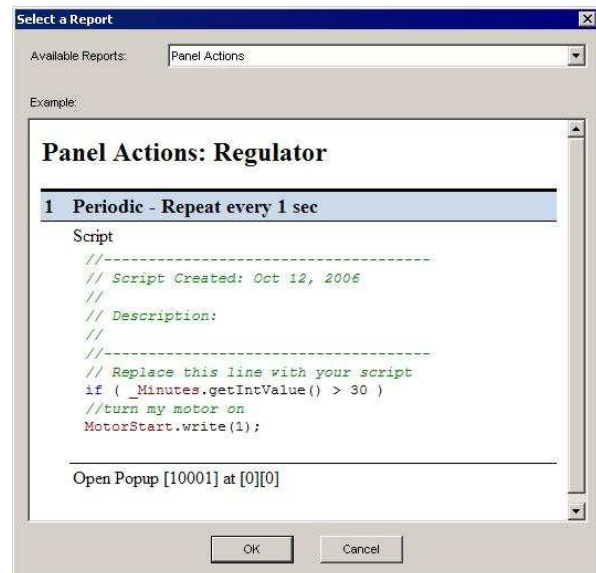 Select a Report
Available Reports: Panel Actions
Example:
Panel Actions: Regulator
1 Periodic - Repeat every 1 sec
Script
//-------------------------------------
// Script Created: Oct 12, 2006
//
// Description:
//
//-------------------------------------
// Replace this line with your script
if ( _Minutes.getIntValue() > 30 )
//turn my motor on
MotorStart.write(1);
Open Popup [10001] at [0][0]
OK Cancel